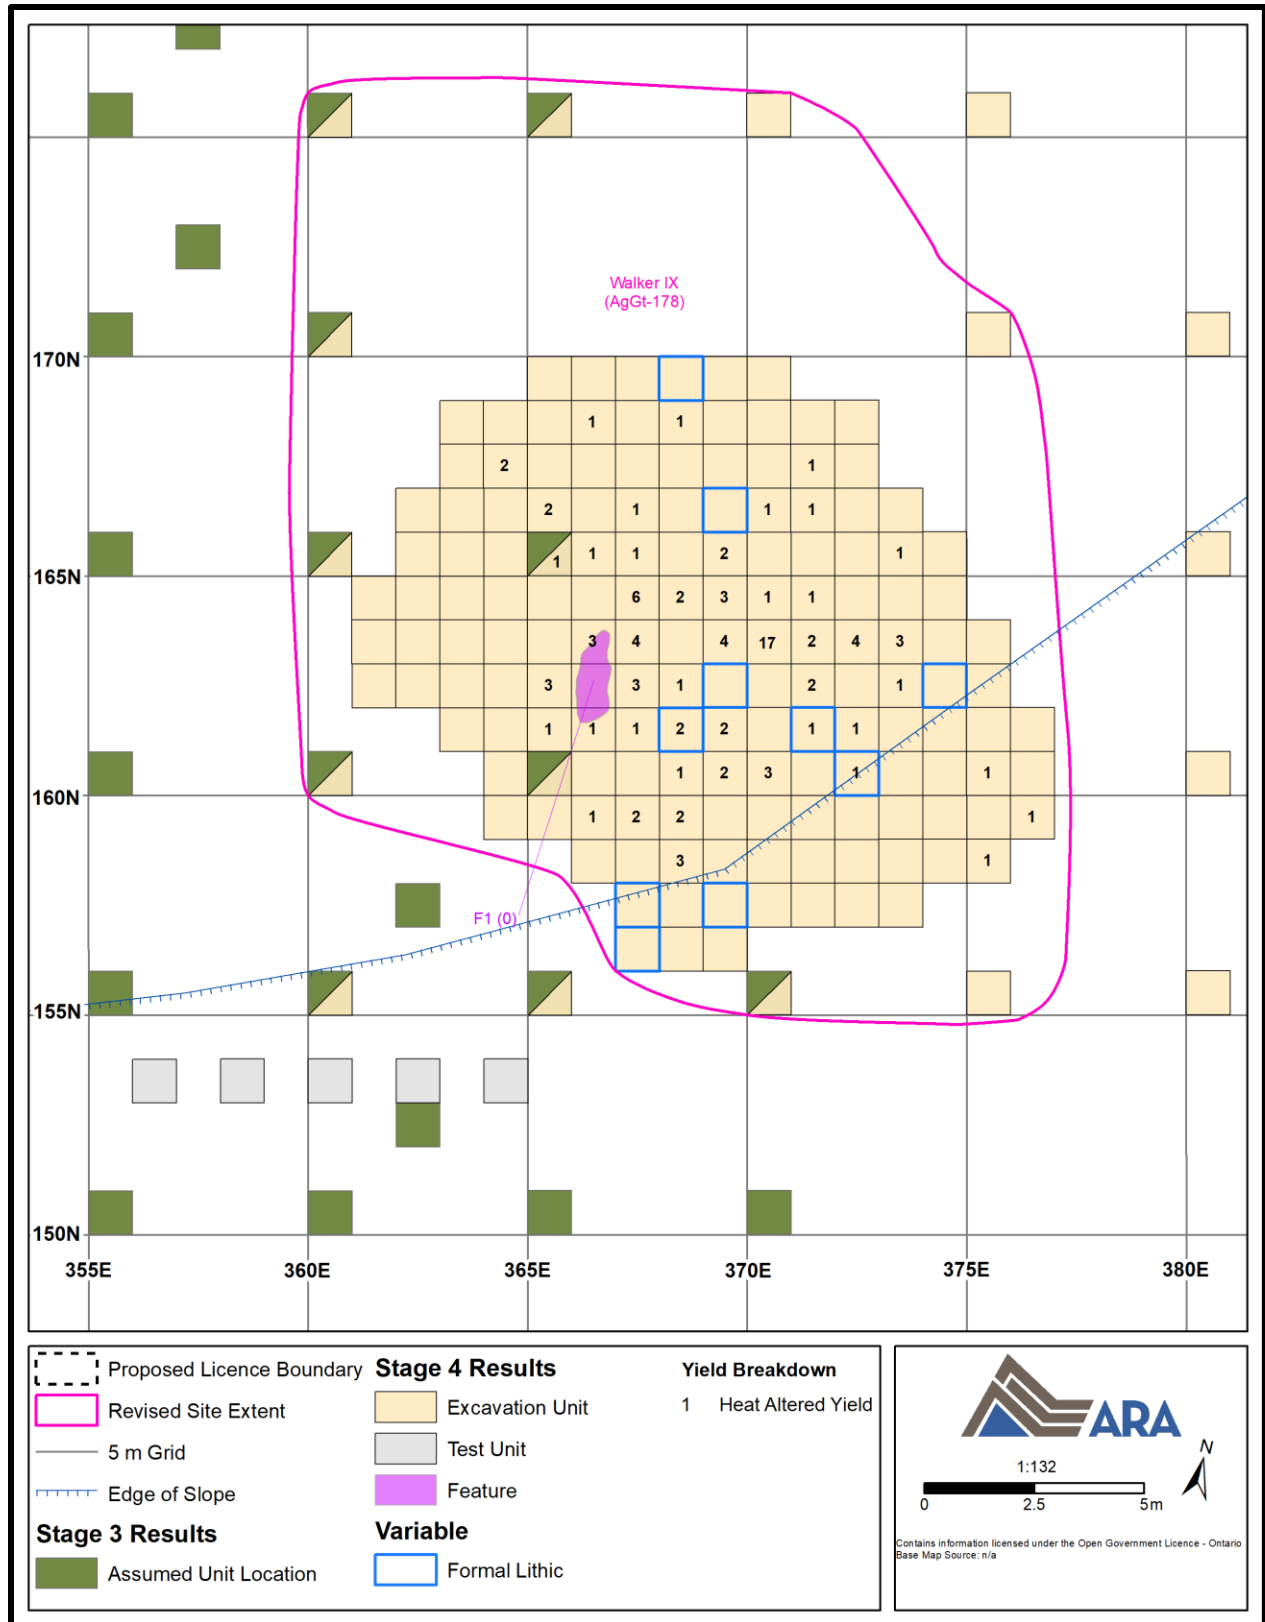 Walker IX
(AgGt-178)
170N
1 1
2 1
2 1 1 1
165N
1 1 1 2 1
6 2 3 1 1
3 4 4 17 2 4 3
3 3 1 2 1
1 1 1 2 2 1 1
160N
1 2 3 1 1
1 2 2 1
3 1
F1 (0)
155N
150N
355E 360E 365E 370E 375E 380E
Proposed Licence Boundary
Revised Site Extent
5 m Grid
Edge of Slope
Stage 3 Results
Assumed Unit Location
Stage 4 Results
Excavation Unit
Test Unit
Feature
Variable
Formal Lithic
Yield Breakdown
1 Heat Altered Yield
ARA
N
1:132
0 2.5 5m
Contains information licensed under the Open Government Licence - Ontario
Base Map Source: n/a